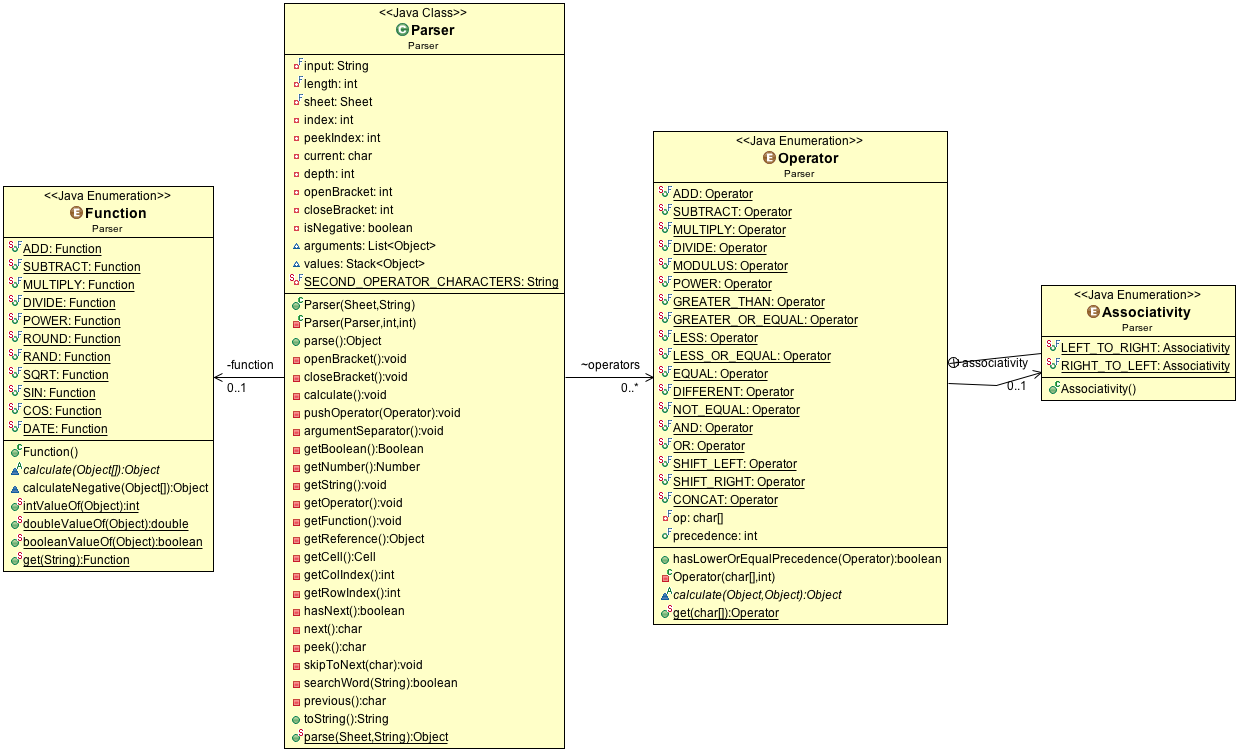 <<Java Class>>
Parser
Parser
input: String
length: int
sheet: Sheet
index: int
peekIndex: int
current: char
depth: int
openBracket: int
closeBracket: int
isNegative: boolean
arguments: List<Object>
values: Stack<Object>
SECOND_OPERATOR_CHARACTERS: String
Parser(Sheet,String)
Parser(Parser,int,int)
parse():Object
openBracket():void
closeBracket():void
calculate():void
pushOperator(Operator):void
argumentSeparator():void
getBoolean():Boolean
getNumber():Number
getString():void
getOperator():void
getFunction():void
getReference():Object
getCell():Cell
getColIndex():int
getRowIndex():int
hasNext():boolean
next():char
peek():char
skipToNext(char):void
searchWord(String):boolean
previous():char
toString():String
parse(Sheet,String):Object
<<Java Enumeration>>
Function
Parser
ADD: Function
SUBTRACT: Function
MULTIPLY: Function
DIVIDE: Function
POWER: Function
ROUND: Function
RAND: Function
SQRT: Function
SIN: Function
COS: Function
DATE: Function
Function()
calculate(Object[]):Object
calculateNegative(Object[]):Object
intValueOf(Object):int
doubleValueOf(Object):double
booleanValueOf(Object):boolean
get(String):Function
-function
0..1
~operators
0..*
<<Java Enumeration>>
Operator
Parser
ADD: Operator
SUBTRACT: Operator
MULTIPLY: Operator
DIVIDE: Operator
MODULUS: Operator
POWER: Operator
GREATER_THAN: Operator
GREATER_OR_EQUAL: Operator
LESS: Operator
LESS_OR_EQUAL: Operator
EQUAL: Operator
DIFFERENT: Operator
NOT_EQUAL: Operator
AND: Operator
OR: Operator
SHIFT_LEFT: Operator
SHIFT_RIGHT: Operator
CONCAT: Operator
op: char[]
precedence: int
hasLowerOrEqualPrecedence(Operator):boolean
Operator(char[],int)
calculate(Object,Object):Object
get(char[]):Operator
associativity
0..1
<<Java Enumeration>>
Associativity
Parser
LEFT_TO_RIGHT: Associativity
RIGHT_TO_LEFT: Associativity
Associativity()